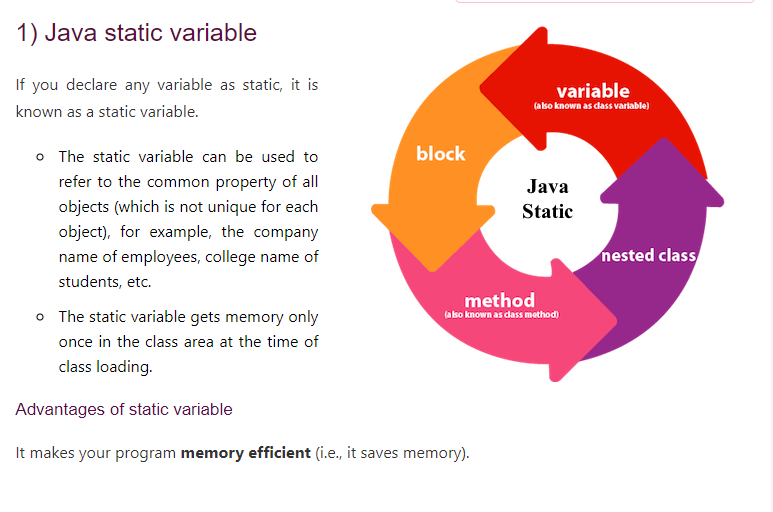 1) Java static variable
If you declare any variable as static, it is
known as a static variable.
The static variable can be used to
refer to the common property of all
objects (which is not unique for each
object), for example, the company
name of employees, college name of
students, etc.
The static variable gets memory only
once in the class area at the time of
class loading.
variable
(also known as class variable)
block
Java
Static
nested class
method
(also known as class method)
Advantages of static variable
It makes your program memory efficient (i.e., it saves memory).